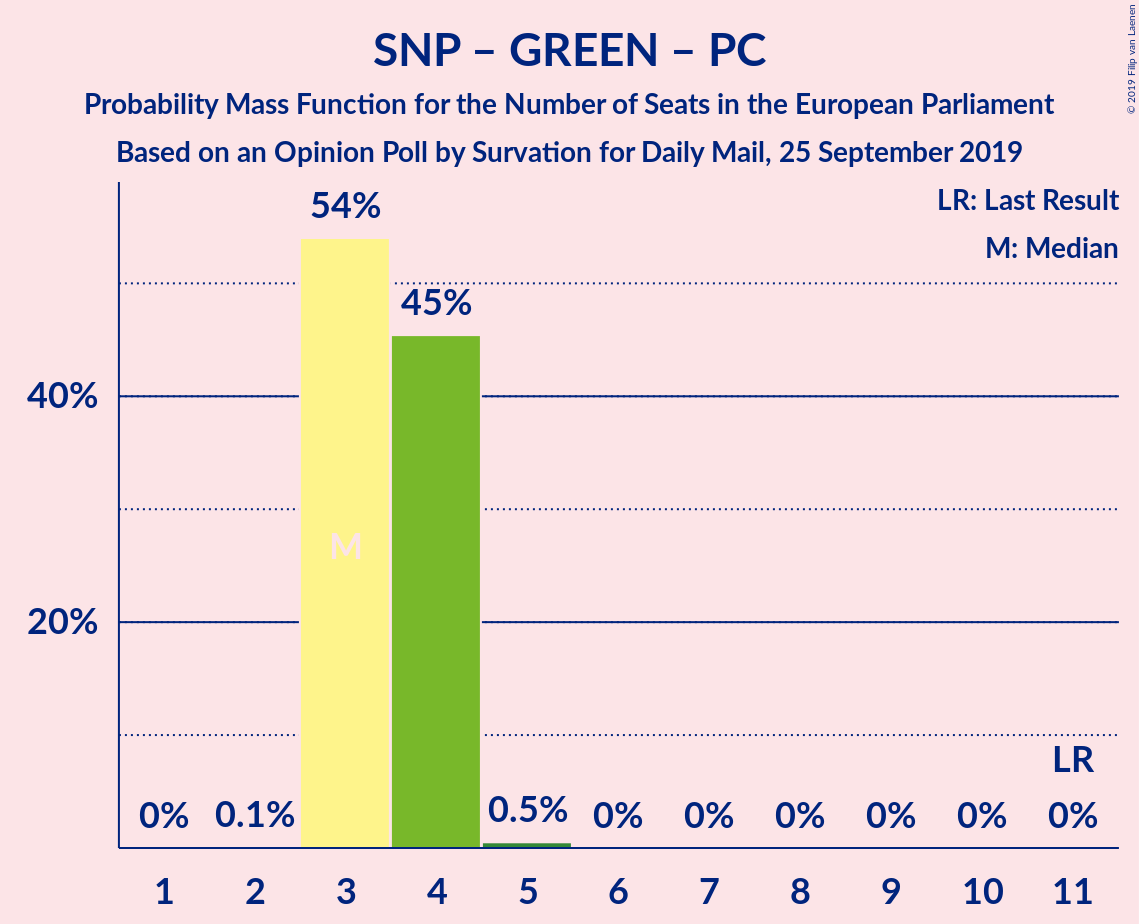 SNP – GREEN – PC
Probability Mass Function for the Number of Seats in the European Parliament
Based on an Opinion Poll by Survation for Daily Mail, 25 September 2019
© 2019 Filip van Laenen
LR: Last Result
M: Median
54%
45%
40%
M
20%
LR
0% 0.1% 0.5% 0% 0% 0% 0% 0% 0%
1 2 3 4 5 6 7 8 9 10 11